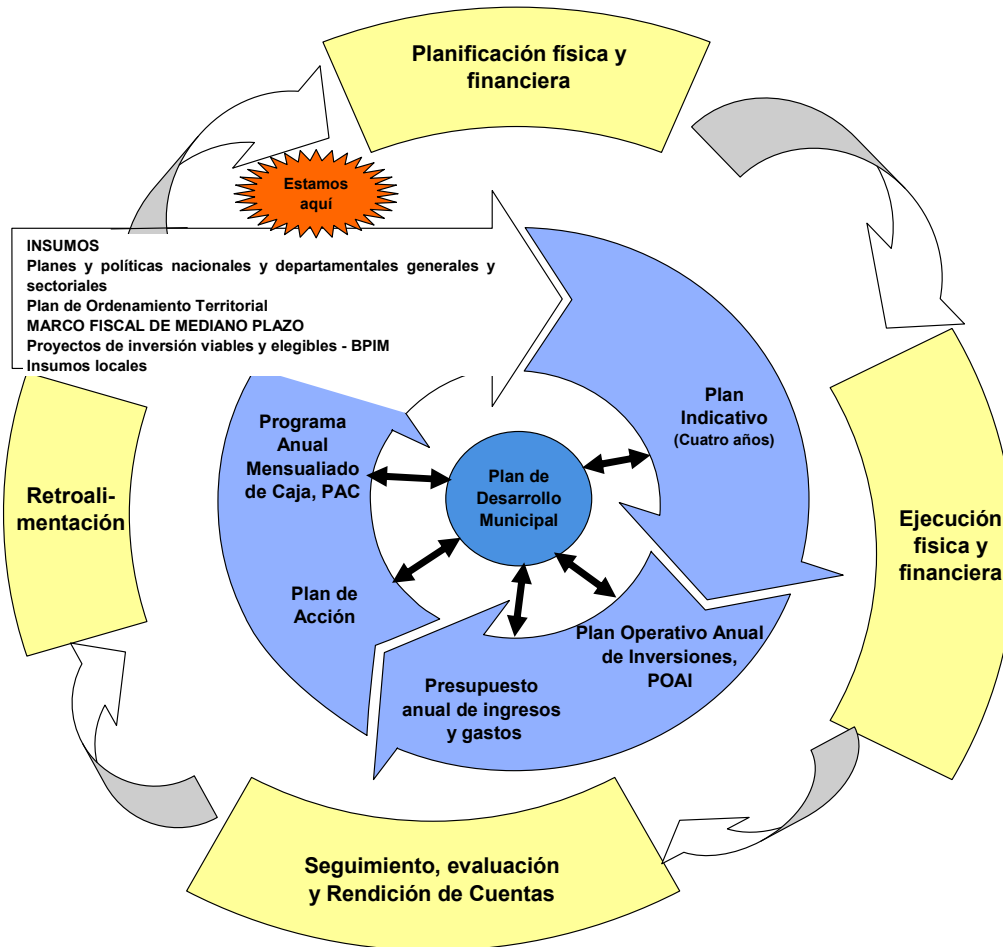 Planificación física y
financiera
Estamos
aquí
INSUMOS
Planes y políticas nacionales y departamentales generales y
sectoriales
Plan de Ordenamiento Territorial
MARCO FISCAL DE MEDIANO PLAZO
Proyectos de inversión viables y elegibles - BPIM
Insumos locales
Plan
Indicativo
(Cuatro años)
Programa
Anual
Mensualiado
de Caja, PAC
Plan de
Desarrollo
Municipal
Retroali-
mentación
Ejecución
fisica y
financiera
Plan de
Acción
Plan Operativo Anual
de Inversiones,
POAI
Presupuesto
anual de ingresos
y gastos
Seguimiento, evaluación
y Rendición de Cuentas